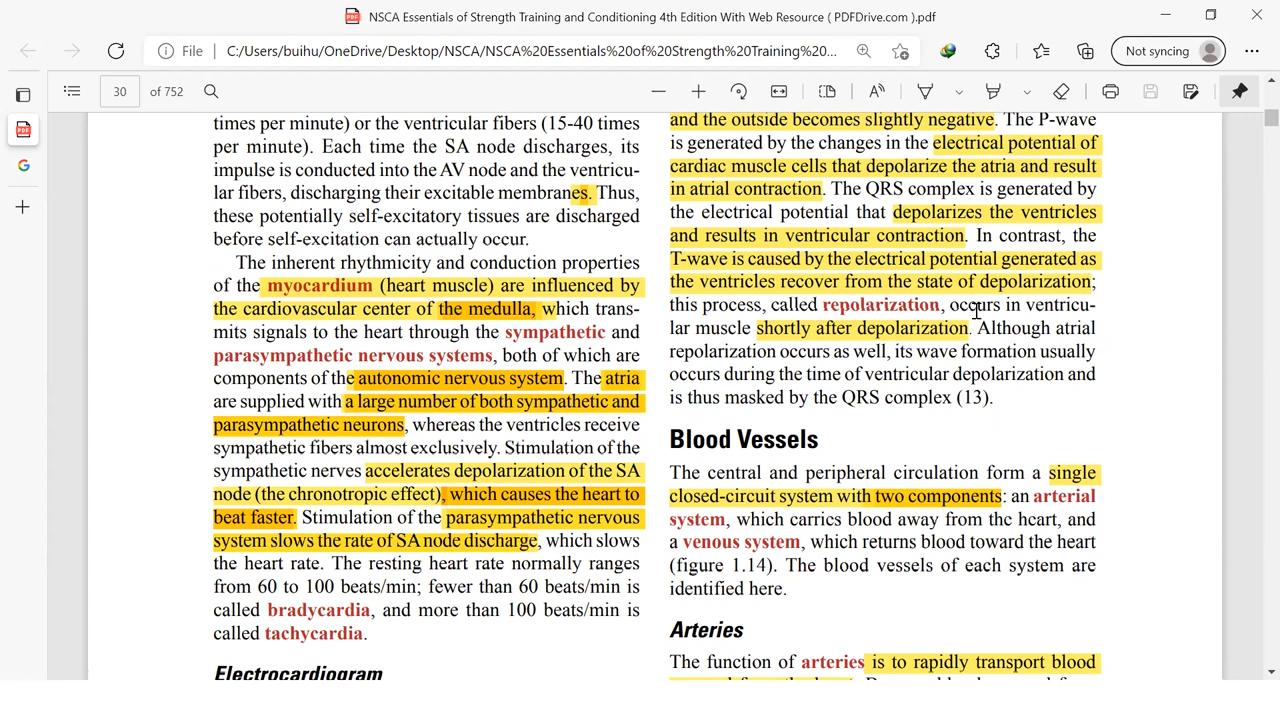 NSCA Essentials of Strength Training and Conditioning 4th Edition With Web Resource ( PDFDrive.com ).pdf
File C:/Users/buihu/OneDrive/Desktop/NSCA/NSCA%20Essentials%20of%20Strength%20Training%20...
Not syncing
30 of 752
times per minute) or the ventricular fibers (15-40 times
per minute). Each time the SA node discharges, its
impulse is conducted into the AV node and the ventricu-
lar fibers, discharging their excitable membranes. Thus,
these potentially self-excitatory tissues are discharged
before self-excitation can actually occur.
The inherent rhythmicity and conduction properties
of the myocardium (heart muscle) are influenced by
the cardiovascular center of the medulla, which trans-
mits signals to the heart through the sympathetic and
parasympathetic nervous systems, both of which are
components of the autonomic nervous system. The atria
are supplied with a large number of both sympathetic and
parasympathetic neurons, whereas the ventricles receive
sympathetic fibers almost exclusively. Stimulation of the
sympathetic nerves accelerates depolarization of the SA
node (the chronotropic effect), which causes the heart to
beat faster. Stimulation of the parasympathetic nervous
system slows the rate of SA node discharge, which slows
the heart rate. The resting heart rate normally ranges
from 60 to 100 beats/min; fewer than 60 beats/min is
called bradycardia, and more than 100 beats/min is
called tachycardia.
Electrocardiogram
and the outside becomes slightly negative. The P-wave
is generated by the changes in the electrical potential of
cardiac muscle cells that depolarize the atria and result
in atrial contraction. The QRS complex is generated by
the electrical potential that depolarizes the ventricles
and results in ventricular contraction. In contrast, the
T-wave is caused by the electrical potential generated as
the ventricles recover from the state of depolarization;
this process, called repolarization, occurs in ventricu-
lar muscle shortly after depolarization. Although atrial
repolarization occurs as well, its wave formation usually
occurs during the time of ventricular depolarization and
is thus masked by the QRS complex (13).
Blood Vessels
The central and peripheral circulation form a single
closed-circuit system with two components: an arterial
system, which carries blood away from the heart, and
a venous system, which returns blood toward the heart
(figure 1.14). The blood vessels of each system are
identified here.
Arteries
The function of arteries is to rapidly transport blood